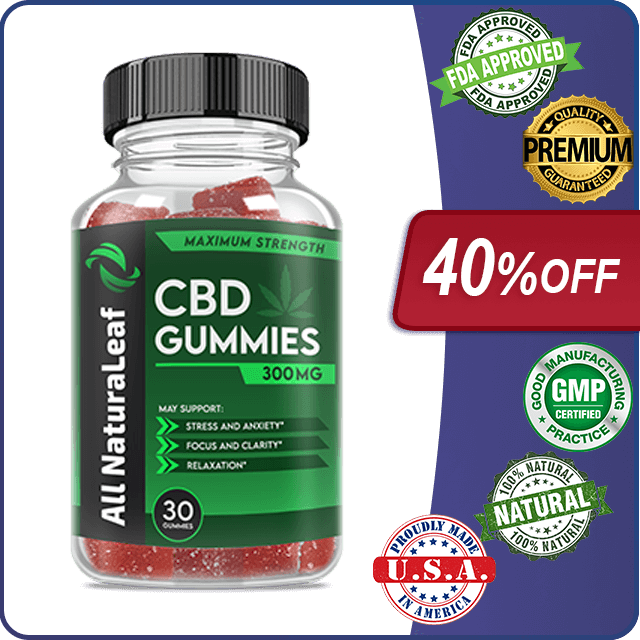 MAXIMUM STRENGTH
CBD
GUMMIES
300MG
MAY SUPPORT:
STRESS AND ANXIETY*
FOCUS AND CLARITY*
RELAXATION*
30
GUMMIES
All NaturaLeaf
FDA APPROVED
FDA APPROVED
FDA APPROVED
QUALITY
PREMIUM
GUARANTEED
40%OFF
GOOD MANUFACTURING
GMP
CERTIFIED
PRACTICE
100% NATURAL
NATURAL
100% NATURAL
PROUDLY MADE
U.S.A.
IN AMERICA